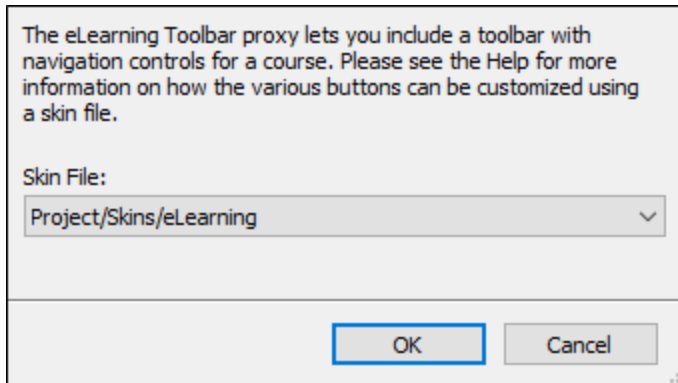 The eLearning Toolbar proxy lets you include a toolbar with
navigation controls for a course. Please see the Help for more
information on how the various buttons can be customized using
a skin file.
Skin File:
Project/Skins/eLearning
OK
Cancel